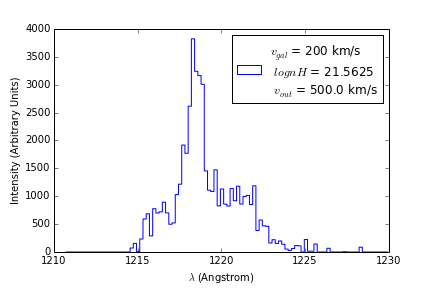 4000
3500
3000
2500
2000
1500
1000
500
0
Intensity (Arbitrary Units)
1210
1215
1220
1225
1230
λ (Angstrom)
v_gal = 200 km/s
lognH = 21.5625
v_out = 500.0 km/s